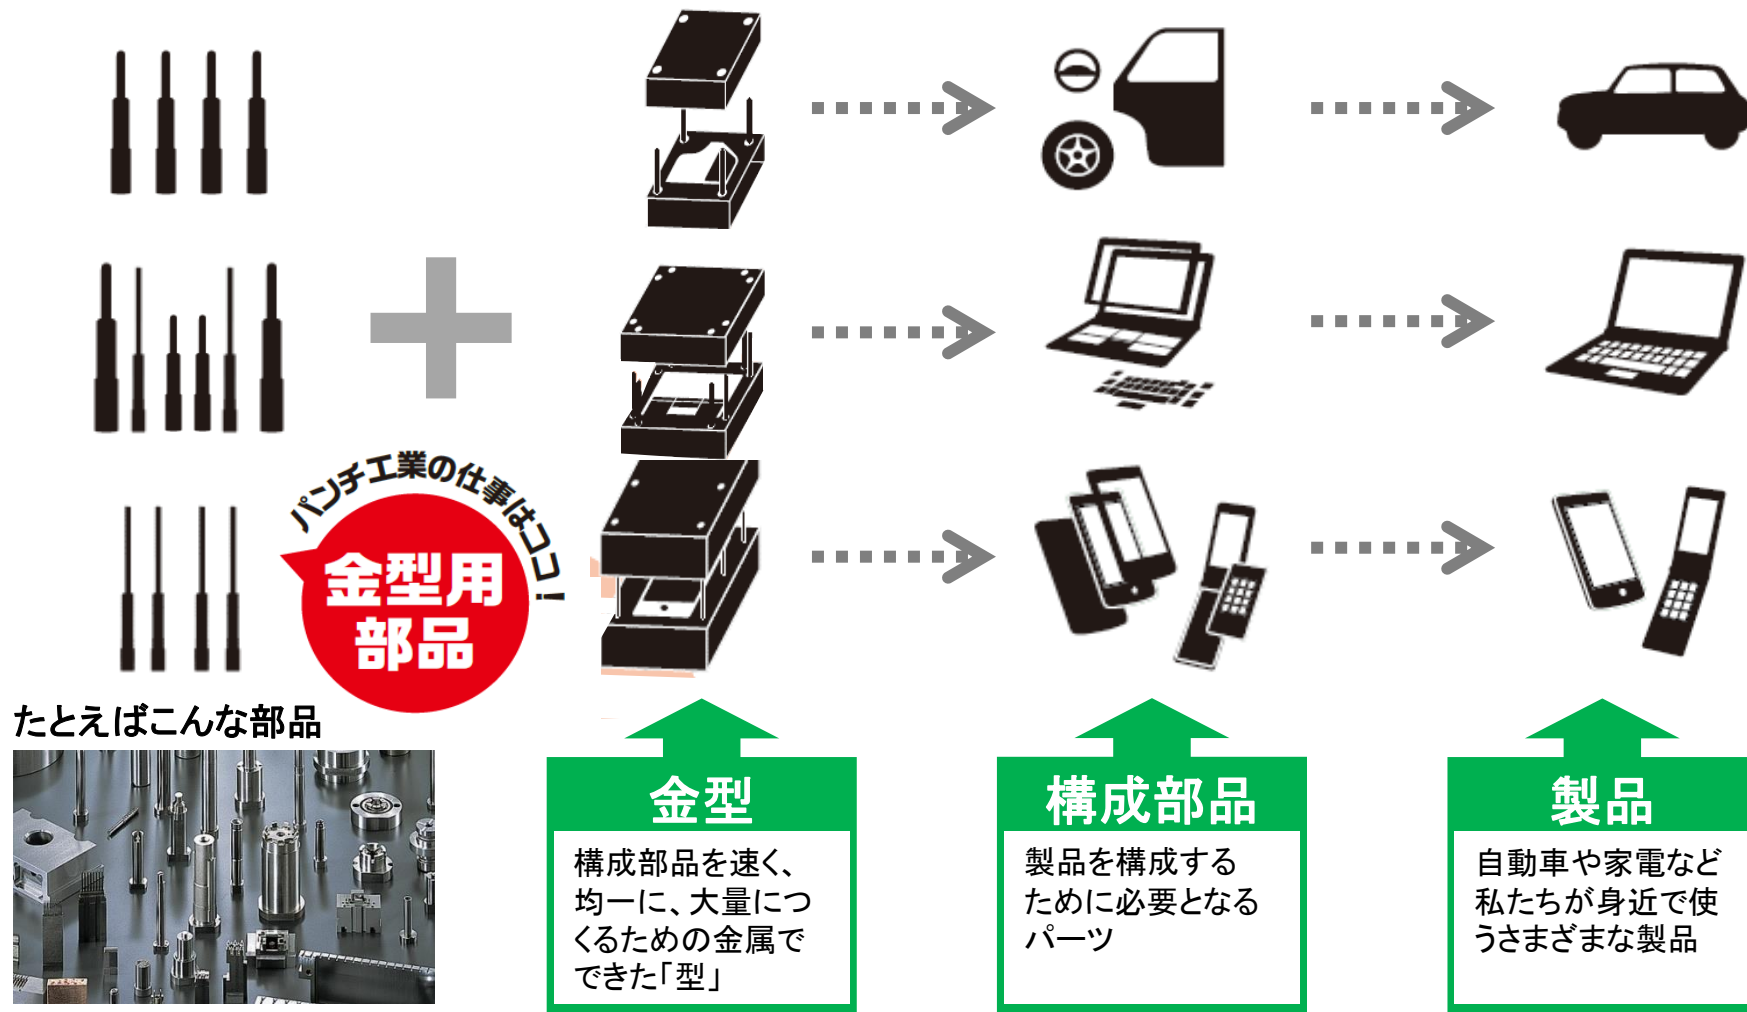 パンチ工業の仕事はココ！
金型用
部品
たとえばこんな部品
金型
構成部品を速く、
均一に、大量につ
くるための金属で
できた「型」
構成部品
製品を構成する
ために必要となる
パーツ
製品
自動車や家電など
私たちが身近で使
うさまざまな製品